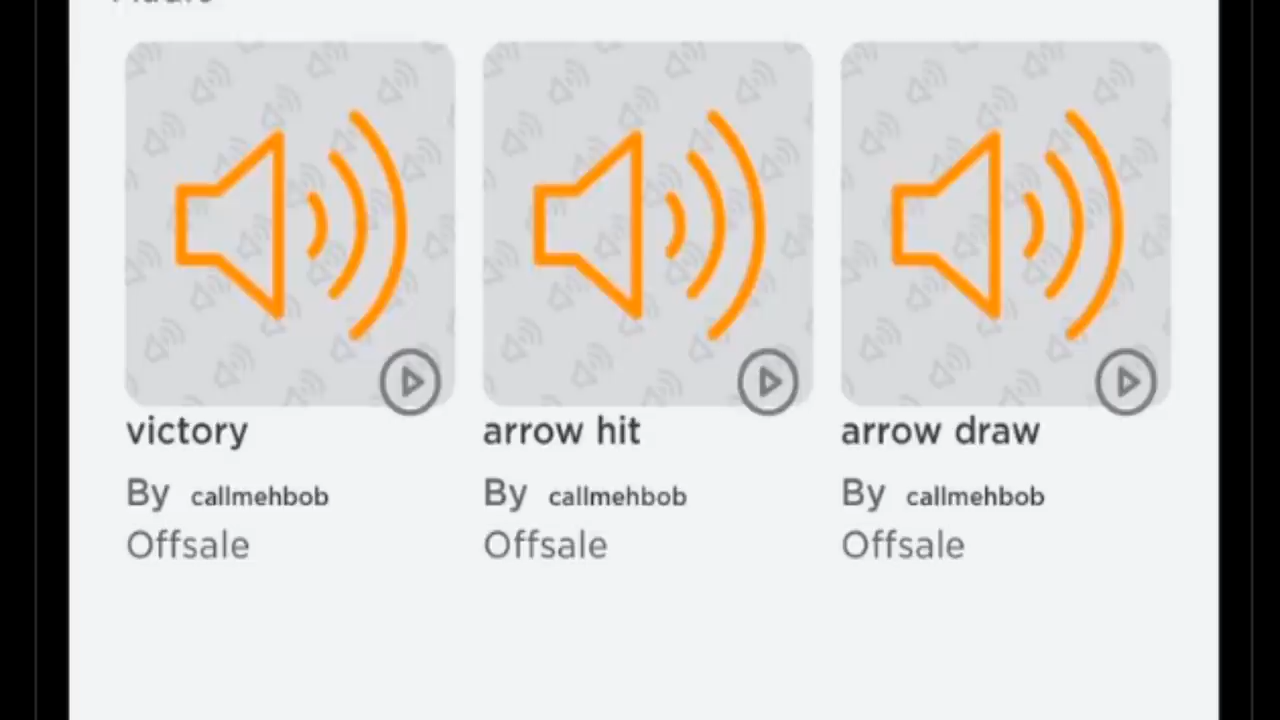 victory
arrow hit
arrow draw
By callmehbob
By callmehbob
By callmehbob
Offsale
Offsale
Offsale